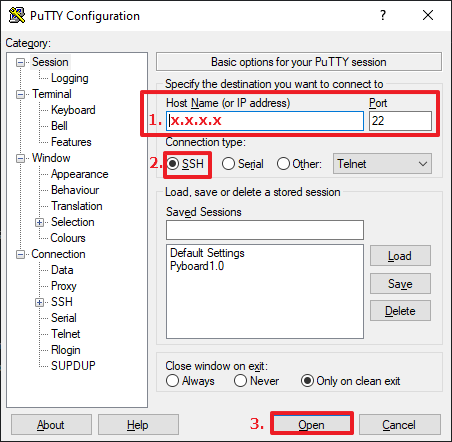 PuTTY Configuration
Category:
Session
Logging
Terminal
Keyboard
Bell
Features
Window
Appearance
Behaviour
Translation
Selection
Colours
Connection
Data
Proxy
SSH
Serial
Telnet
Rlogin
SUPDUP
Basic options for your PuTTY session
Specify the destination you want to connect to
Host Name (or IP address) Port
1. x.x.x.x 22
Connection type:
2. SSH Serial Other: Telnet
Load, save or delete a stored session
Saved Sessions
Default Settings
Pyboard1.0
Load
Save
Delete
Close window on exit:
Always Never Only on clean exit
About Help 3. Open Cancel